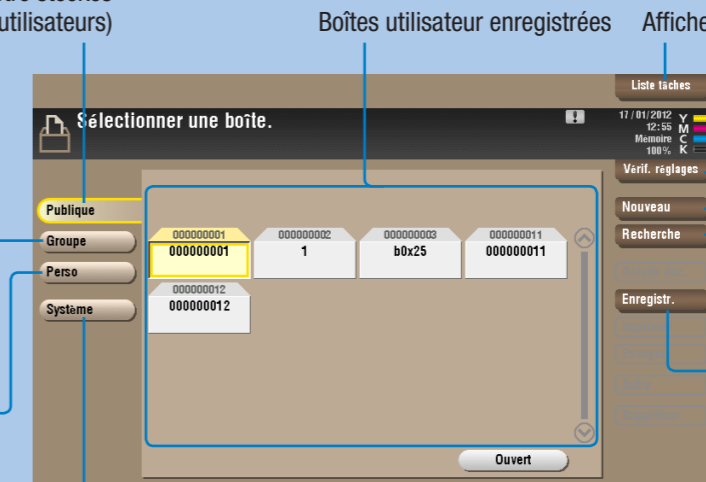 utilisateurs)
Boîtes utilisateur enregistrées
Affiche
Liste tâches
Sélectionner une boîte.
17/01/2012
12:55
Mémoire
100%
Y
M
C
K
Vérif. réglages
Publique
Groupe
Perso
Système
000000001
000000001
000000002
1
000000003
b0x25
000000011
000000011
000000012
000000012
Nouveau
Recherche
Enregistr.
Ouvert